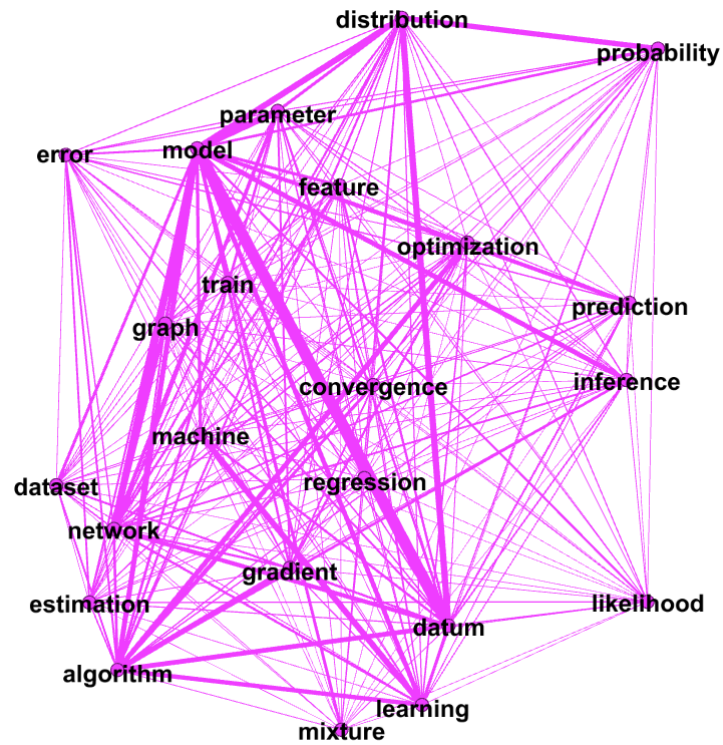 distribution
probability
parameter
model
error
feature
optimization
train
prediction
graph
inference
convergence
machine
regression
dataset
network
gradient
estimation
likelihood
datum
algorithm
learning
mixture